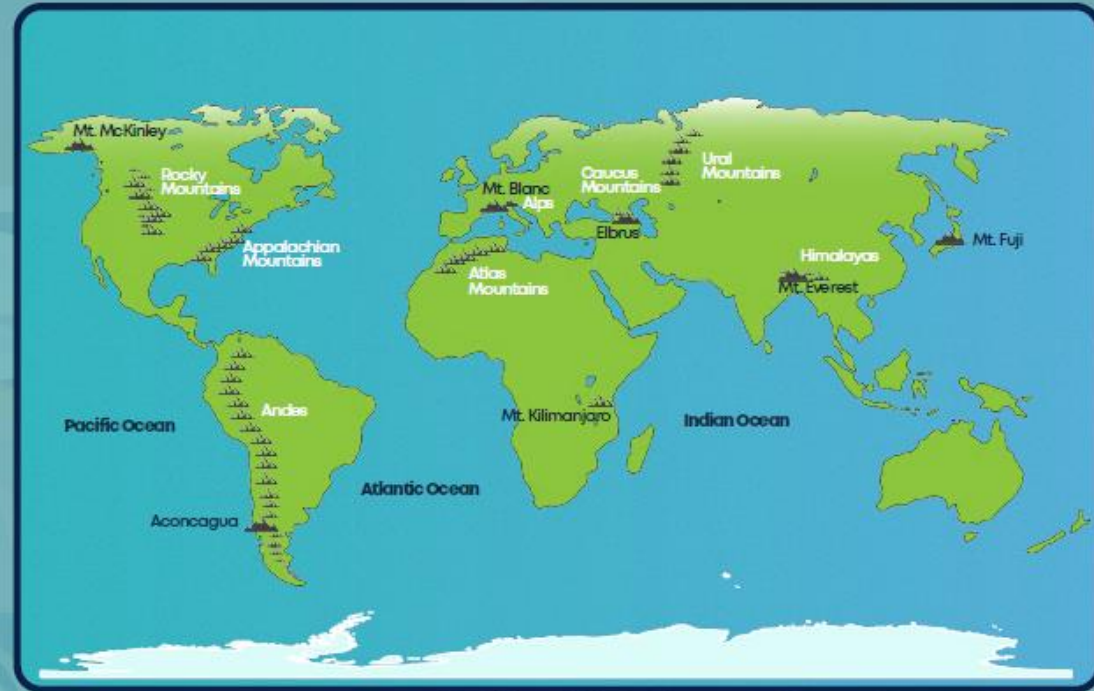 Mt. McKinley
Rocky
Mountains
Appalachian
Mountains
Mt. Blanc
Alps
Caucus
Mountains
Ural
Mountains
Elbrus
Atlas
Mountains
Himalayas
Mt. Everest
Mt. Fuji
Andes
Mt. Kilimanjaro
Pacific Ocean
Indian Ocean
Atlantic Ocean
Aconcagua